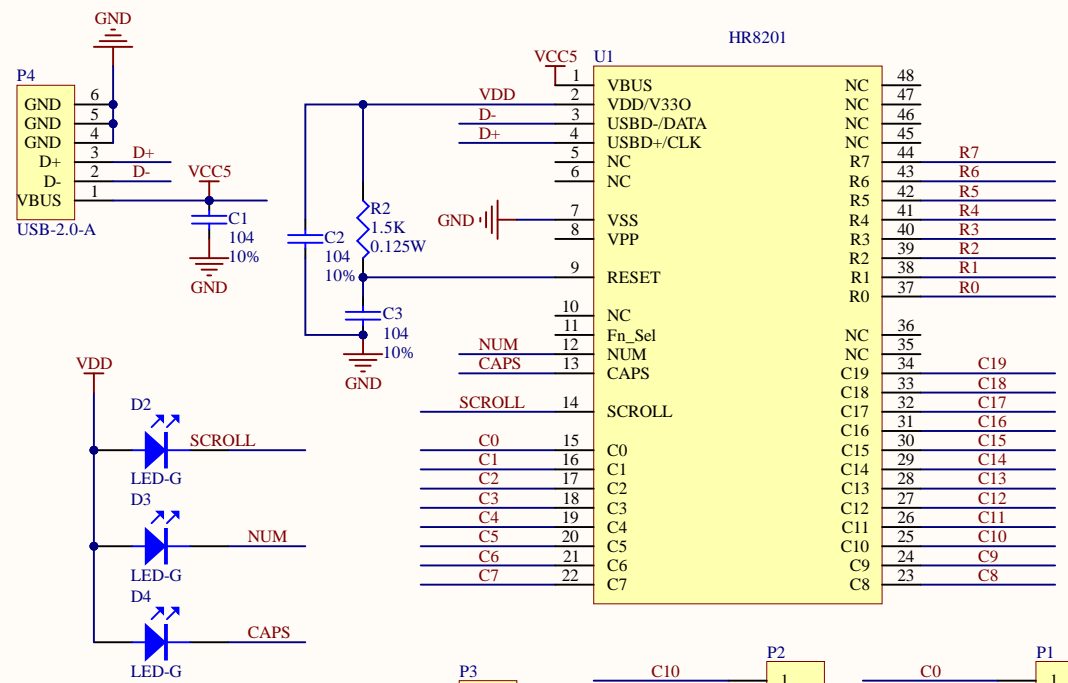 GND
P4
GND 6
GND 5
GND 4
D+ 3 D+
D- 2 D-
VBUS 1
USB-2.0-A
VCC5
C1
104
10%
GND
VDD
D2
SCROLL
LED-G
D3
NUM
LED-G
D4
CAPS
LED-G
C2
104
10%
R2
1.5K
0.125W
C3
104
10%
GND
HR8201
U1
VCC5 1 VBUS
VDD 2 VDD/V33O
D- 3 USBD-/DATA
D+ 4 USBD+/CLK
5 NC
6 NC
GND 7 VSS
8 VPP
9 RESET
10 NC
11 Fn_Sel
NUM 12 NUM
CAPS 13 CAPS
SCROLL 14 SCROLL
C0 15 C0
C1 16 C1
C2 17 C2
C3 18 C3
C4 19 C4
C5 20 C5
C6 21 C6
C7 22 C7
NC 48
NC 47
NC 46
NC 45
R7 44 R7
R6 43 R6
R5 42 R5
R4 41 R4
R3 40 R3
R2 39 R2
R1 38 R1
R0 37 R0
NC 36
NC 35
C19 34 C19
C18 33 C18
C17 32 C17
C16 31 C16
C15 30 C15
C14 29 C14
C13 28 C13
C12 27 C12
C11 26 C11
C10 25 C10
C9 24 C9
C8 23 C8
P3
C10
P2
1
C0
P1
1